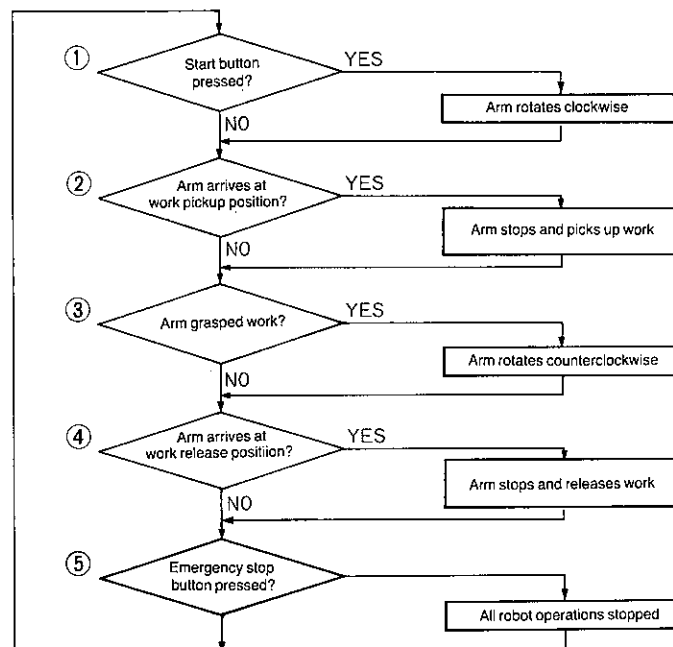 ①
Start button
pressed?
YES
Arm rotates clockwise
NO
②
Arm arrives at
work pickup position?
YES
Arm stops and picks up work
NO
③
Arm grasped work?
YES
Arm rotates counterclockwise
NO
④
Arm arrives at
work release positiion?
YES
Arm stops and releases work
NO
⑤
Emergency stop
button pressed?
All robot operations stopped